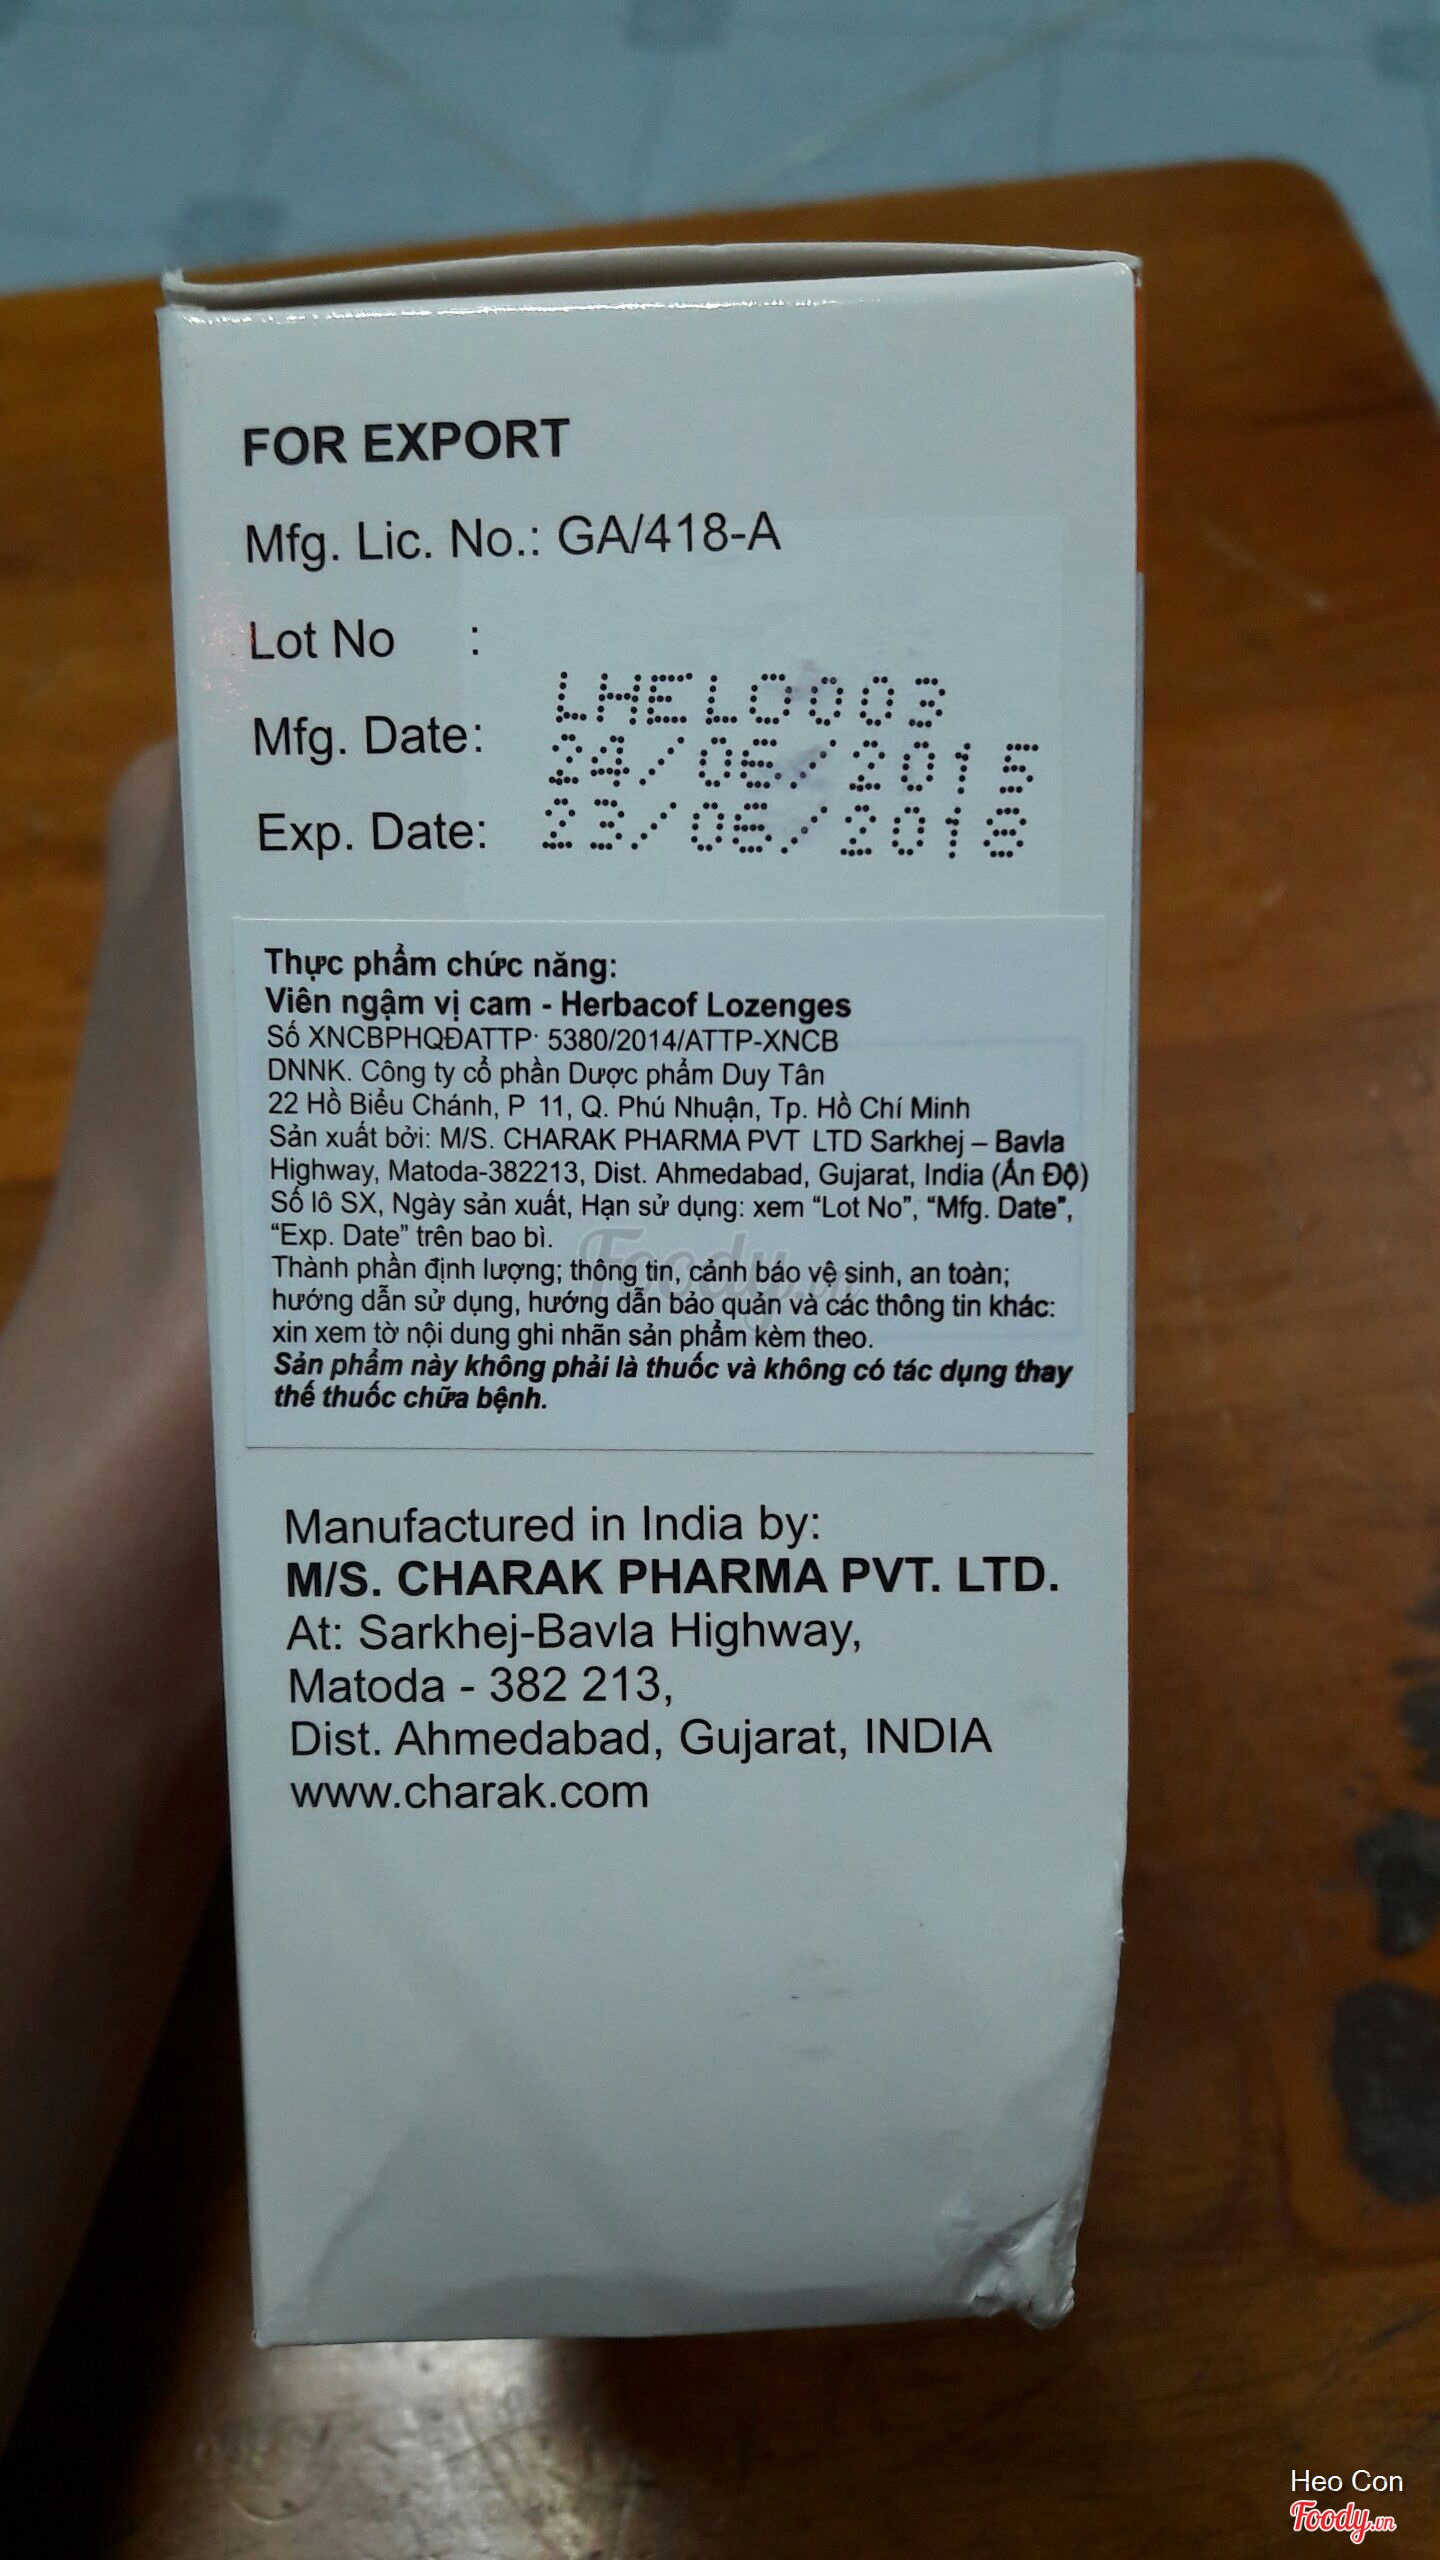 FOR EXPORT
Mfg. Lic. No.: GA/418-A
Lot No :
LHEL0003
Mfg. Date:
24/06/2015
Exp. Date:
23/06/2018
Thực phẩm chức năng:
Viên ngậm vị cam - Herbacof Lozenges
Số XNCBPHQĐATTP: 5380/2014/ATTP-XNCB
DNNK. Công ty cổ phần Dược phẩm Duy Tân
22 Hồ Biểu Chánh, P 11, Q. Phú Nhuận, Tp. Hồ Chí Minh
Sản xuất bởi: M/S. CHARAK PHARMA PVT LTD Sarkhej – Bavla
Highway, Matoda-382213, Dist. Ahmedabad, Gujarat, India (Ấn Độ)
Số lô SX, Ngày sản xuất, Hạn sử dụng: xem “Lot No”, “Mfg. Date”,
“Exp. Date” trên bao bì.
Thành phần định lượng; thông tin, cảnh báo vệ sinh, an toàn;
hướng dẫn sử dụng, hướng dẫn bảo quản và các thông tin khác:
xin xem tờ nội dung ghi nhãn sản phẩm kèm theo.
Sản phẩm này không phải là thuốc và không có tác dụng thay
thế thuốc chữa bệnh.
Foody.vn
Manufactured in India by:
M/S. CHARAK PHARMA PVT. LTD.
At: Sarkhej-Bavla Highway,
Matoda - 382 213,
Dist. Ahmedabad, Gujarat, INDIA
www.charak.com
Heo Con
Foody.vn